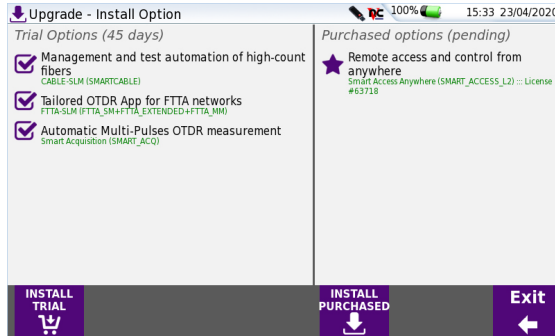 Upgrade - Install Option
100%
15:33 23/04/2020
Trial Options (45 days)
Management and test automation of high-count
fibers
CABLE-SLM (SMARTCABLE)
Tailored OTDR App for FTTA networks
FTTA-SLM (FTTA_SM+FTTA_EXTENDED+FTTA_MM)
Automatic Multi-Pulses OTDR measurement
Smart Acquisition (SMART_ACQ)
Purchased options (pending)
Remote access and control from
anywhere
Smart Access Anywhere (SMART_ACCESS_L2) ::: License
#63718
INSTALL
TRIAL
INSTALL
PURCHASED
Exit